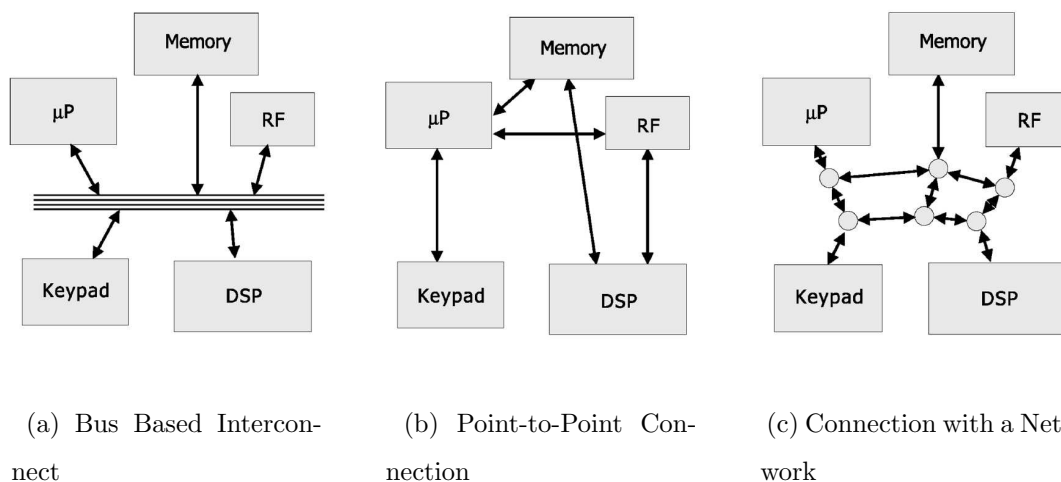 Memory
μP
RF
Keypad
DSP
Memory
μP
RF
Keypad
DSP
Memory
μP
RF
Keypad
DSP
(a) Bus Based Intercon-
nect
(b) Point-to-Point Con-
nection
(c) Connection with a Net
work